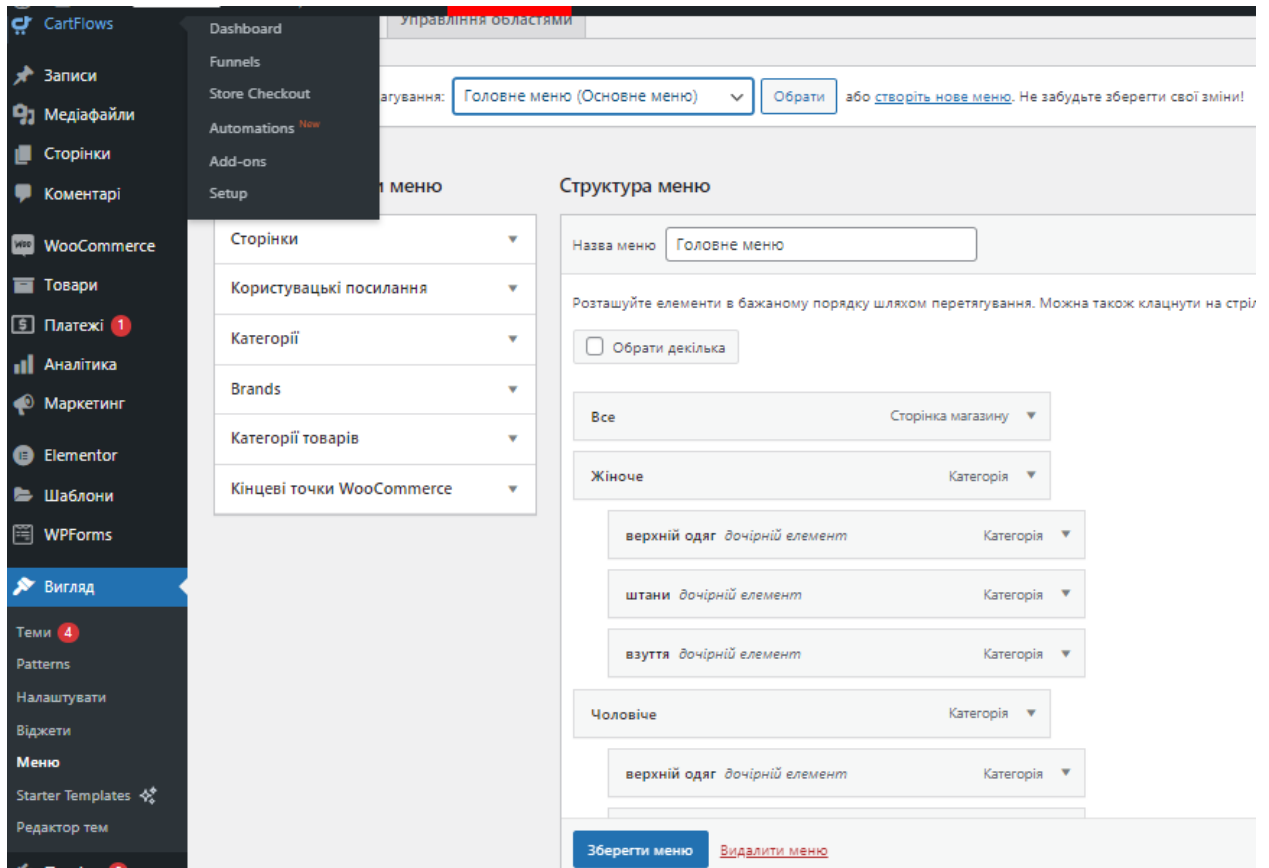 CartFlows
Записи
Медіафайли
Сторінки
Коментарі
WooCommerce
Товари
Платежі 1
Аналітика
Маркетинг
Elementor
Шаблони
WPForms
Вигляд
Теми 4
Patterns
Налаштувати
Віджети
Меню
Starter Templates
Редактор тем
Dashboard
Funnels
Store Checkout
Automations New
Add-ons
Setup
Управління областями
Головне меню (Основне меню) Обрати або створіть нове меню. Не забудьте зберегти свої зміни!
меню
Сторінки
Користувацькі посилання
Категорії
Brands
Категорії товарів
Кінцеві точки WooCommerce
Структура меню
Назва меню Головне меню
Розташуйте елементи в бажаному порядку шляхом перетягування. Можна також клацнути на стріл
Обрати декілька
Все Сторінка магазину
Жіноче Категорія
верхній одяг дочірній елемент Категорія
штани дочірній елемент Категорія
взуття дочірній елемент Категорія
Чоловіче Категорія
верхній одяг дочірній елемент Категорія
Зберегти меню Видалити меню